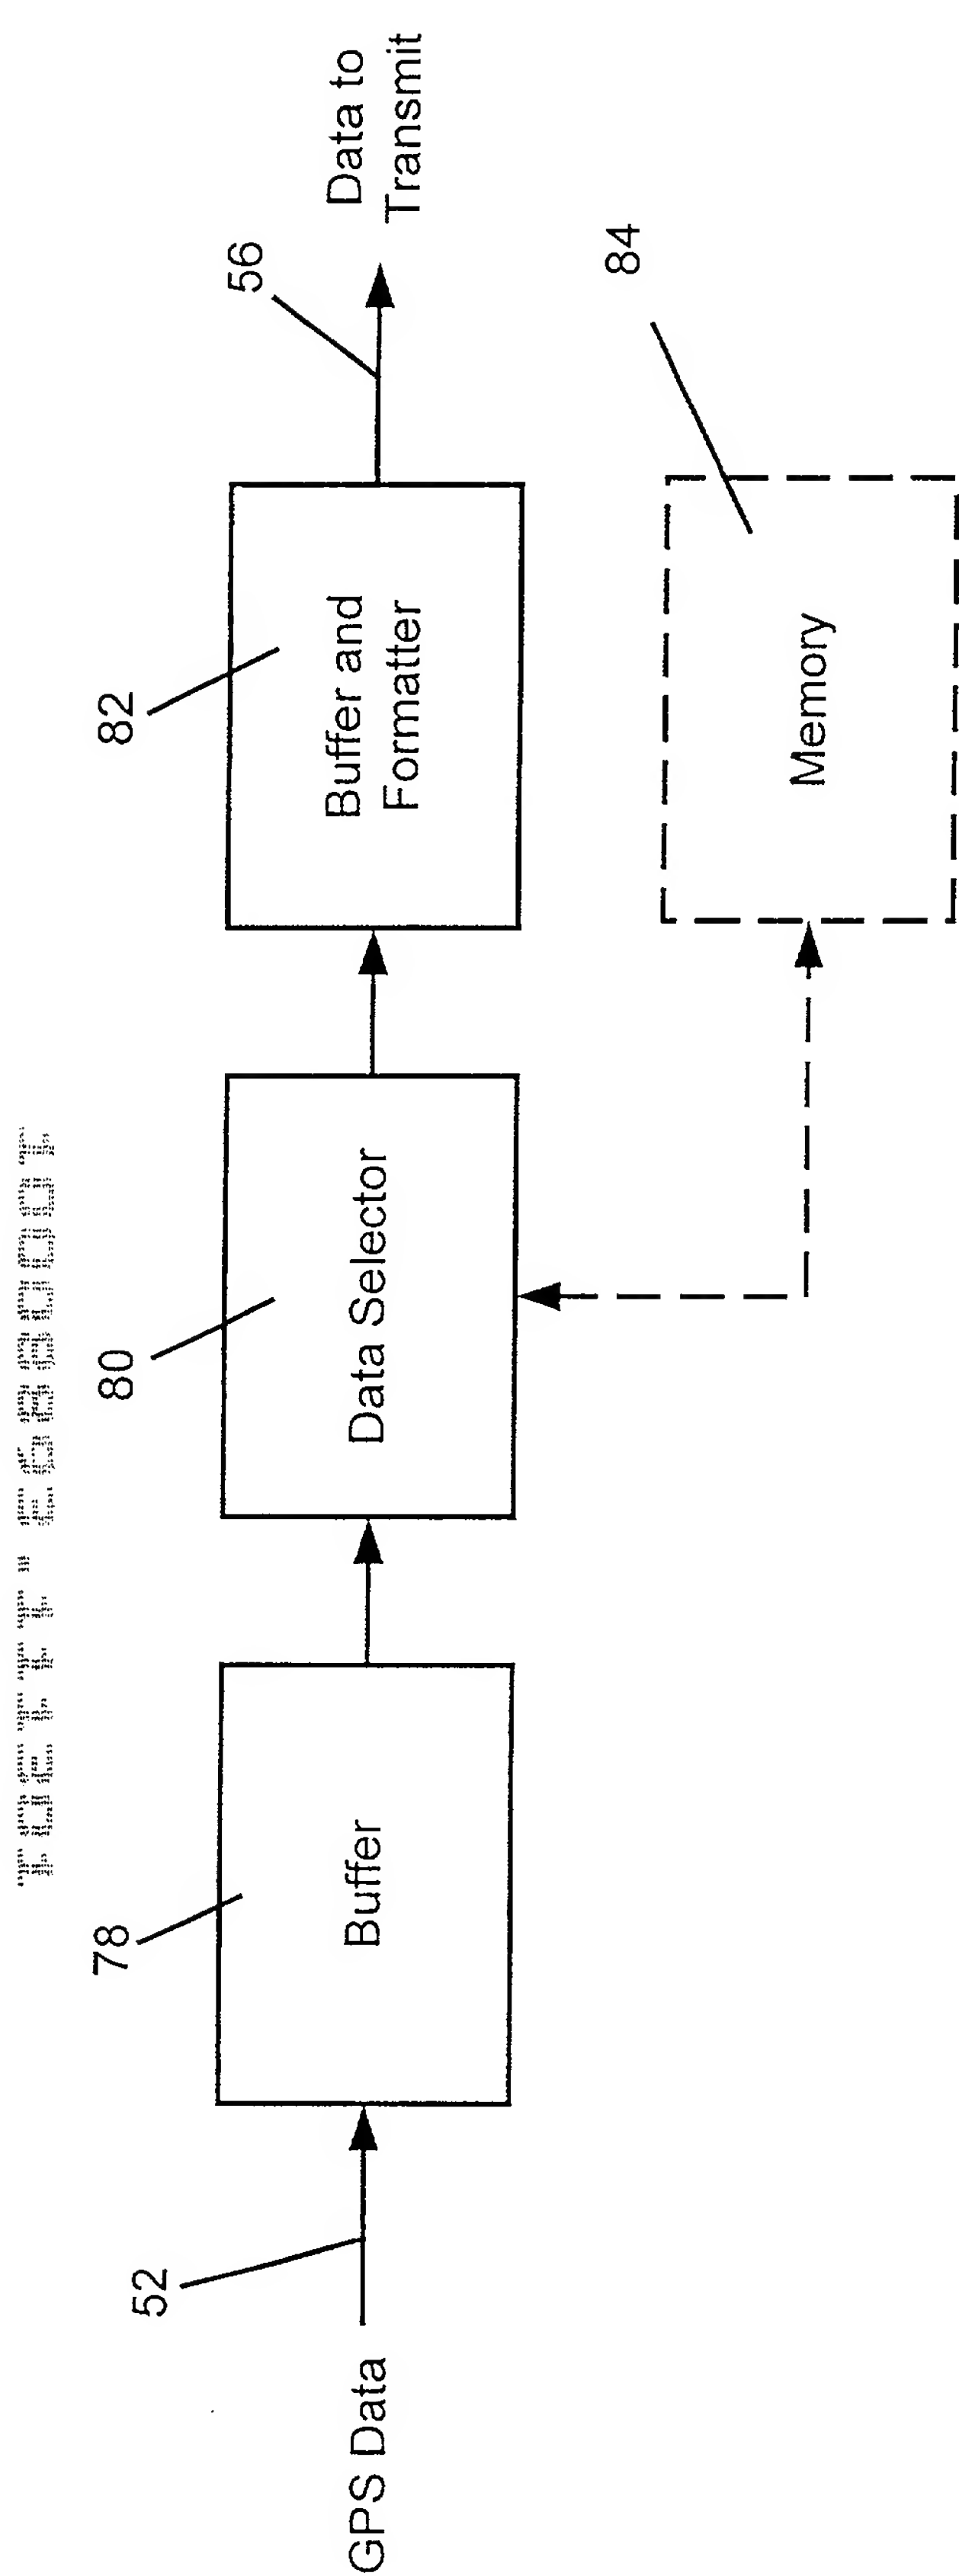 GPS Data
52
78
Buffer
80
Data Selector
82
Buffer and
Formatter
56
Data to
Transmit
84
Memory